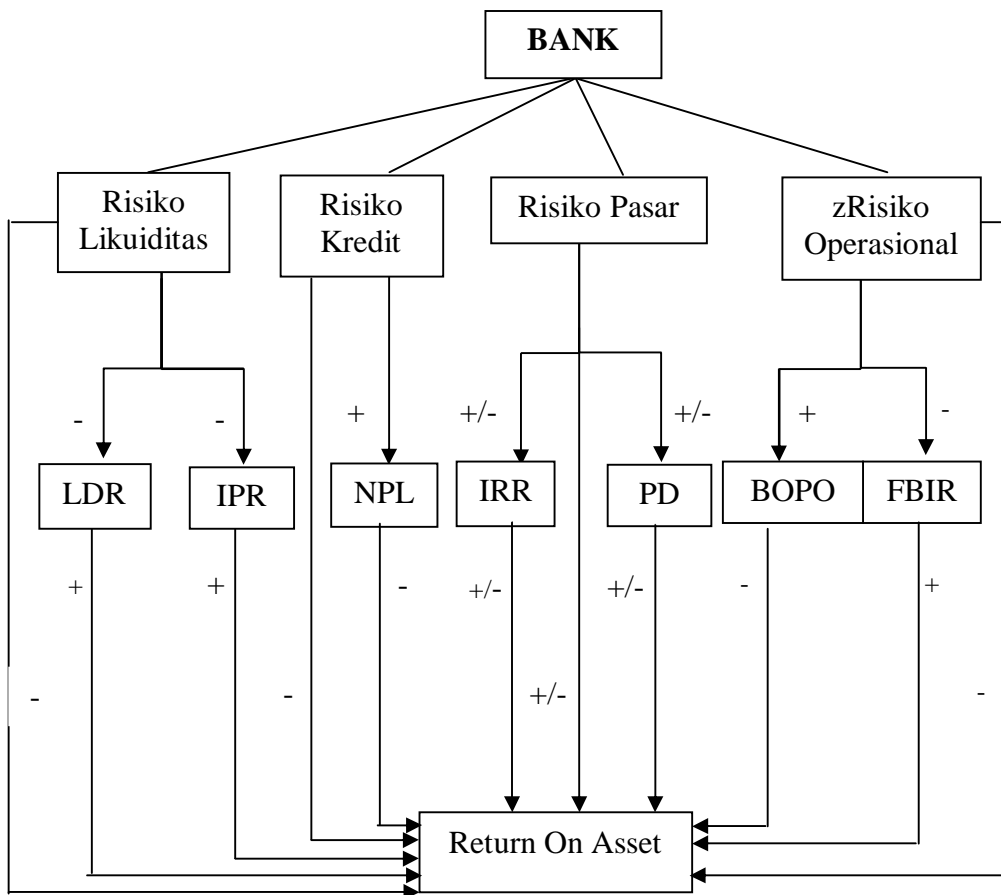 BANK
Risiko
Likuiditas
Risiko
Kredit
Risiko Pasar
zRisiko
Operasional
- - + +/- +/- + -
LDR IPR NPL IRR PD BOPO FBIR
+ + - +/- +/- - +
- - +/- -
Return On Asset